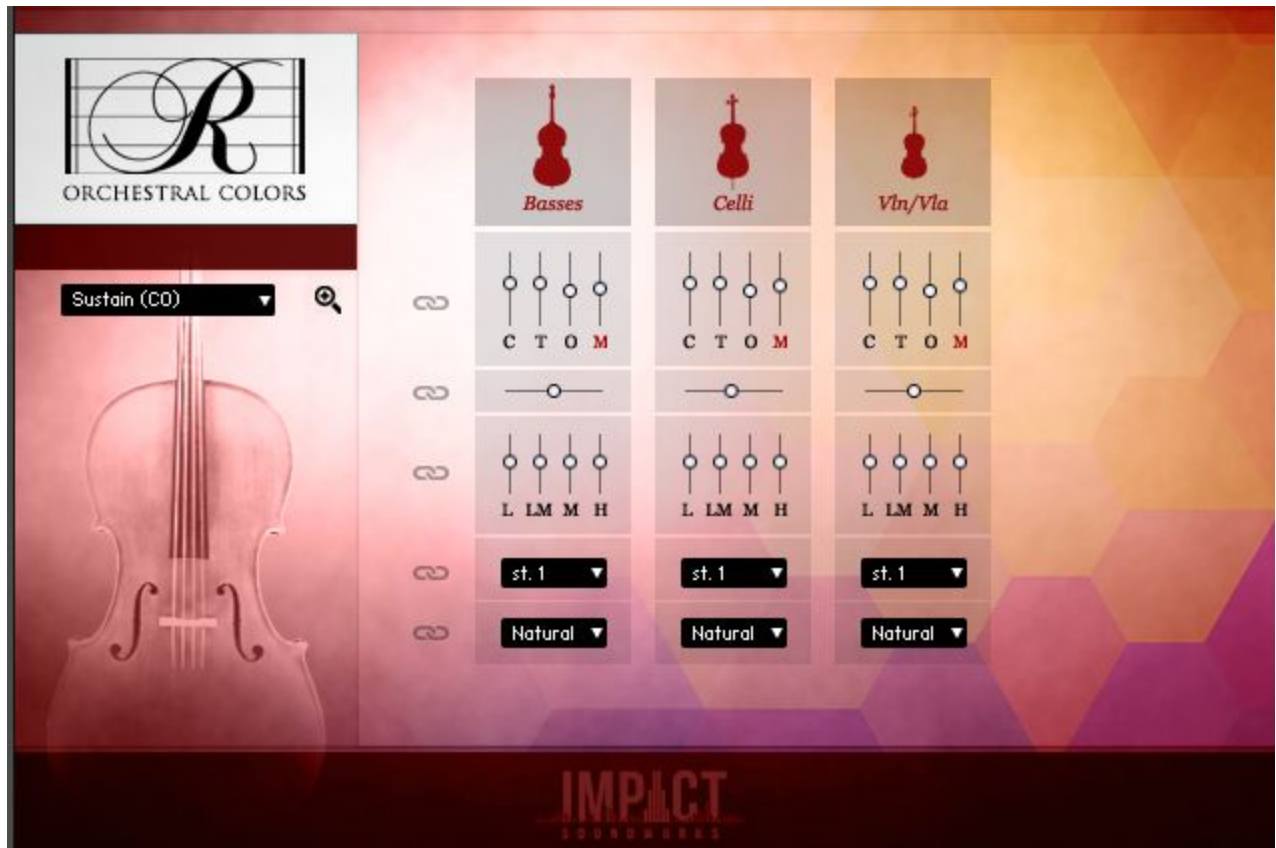 R
ORCHESTRAL COLORS
Sustain (C0)
Basses Celli Vln/Vla
C T O M C T O M C T O M
L LM M H L LM M H L LM M H
st. 1 st. 1 st. 1
Natural Natural Natural
IMPACT
SOUNDWORKS